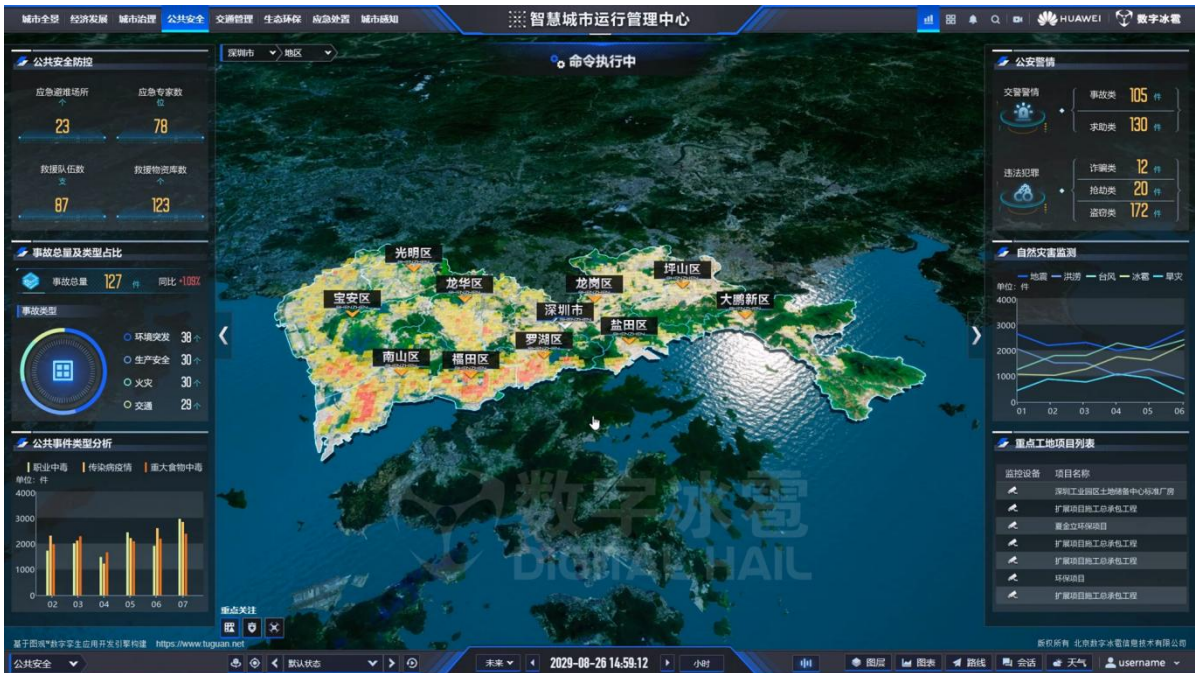 城市全景 经济发展 城市治理 公共安全 交通管理 生态环保 应急处置 城市感知
智慧城市运行管理中心
HUAWEI 数字冰雹
深圳市 地区
命令执行中
公共安全防控
应急避难场所 应急专家数
个 位
23 78
救援队伍数 救援物资库数
支 个
87 123
事故总量及类型占比
事故总量 127 件 同比 +1.09%
事故类型
环境突发 38 个
生产安全 30 个
火灾 30 个
交通 29 个
公共事件类型分析
职业中毒 传染病疫情 重大食物中毒
单位: 件
4000
3000
2000
1000
0
02 03 04 05 06 07
光明区
坪山区
龙华区
龙岗区
宝安区
大鹏新区
深圳市
盐田区
罗湖区
南山区
福田区
数字冰雹
DIGITAL HAIL
公安警情
交警警情
事故类 105 件
求助类 130 件
违法犯罪
诈骗类 12 件
抢劫类 20 件
盗窃类 172 件
自然灾害监测
地震 洪涝 台风 冰雹 旱灾
单位: 件
4000
3000
2000
1000
0
01 02 03 04 05 06
重点工地项目列表
监控设备 项目名称
深圳工业园区土地储备中心标准厂房
扩展项目施工总承包工程
夏金立环保项目
扩展项目施工总承包工程
扩展项目施工总承包工程
环保项目
扩展项目施工总承包工程
重点关注
基于图观™数字孪生应用开发引擎构建 https://www.tuguan.net
版权所有 北京数字冰雹信息技术有限公司
公共安全
默认状态
未来 2029-08-26 14:59:12 小时
图层 图表 路线 会话 天气 username